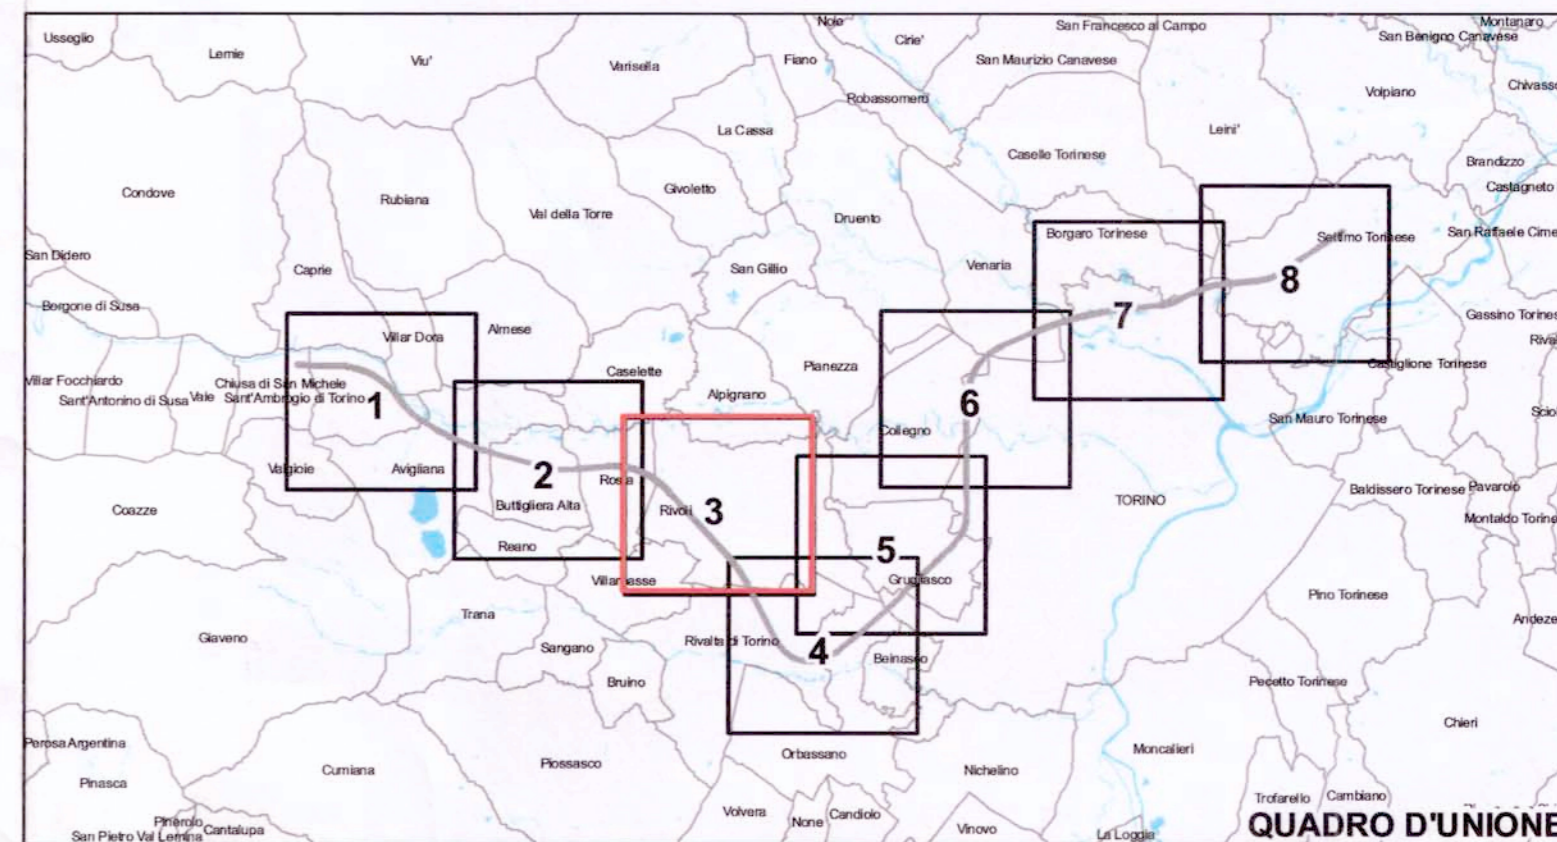 Nole
San Francesco al Campo
Montanaro
Usseglio
Lemie
Viu'
Varisella
Fiano
Cirie'
San Maurizio Canavese
San Benigno Canavese
Robassomero
Volpiano
Chivasso
La Cassa
Leini'
Caselle Torinese
Brandizzo
Condove
Rubiana
Val della Torre
Givoletto
Druento
Castagneto
San Didero
Caprie
San Gillio
Venaria
Borgaro Torinese
Settimo Torinese
San Raffaele Cime
8
Borgone di Susa
Villar Dora
Almese
7
Gassino Torines
Rival
Villar Focchiardo
Sant'Antonino di Susa
Vaie
Chiusa di San Michele
Sant'Ambrogio di Torino
1
Caselette
Alpignano
Pianezza
6
Castiglione Torinese
Collegno
San Mauro Torinese
Scio
Valgioie
Avigliana
2
Rosta
Buttigliera Alta
Rivoli
3
Coazze
TORINO
Baldissero Torinese
Pavarolo
Montaldo Torine
Reano
Villarbasse
5
Grugliasco
Pino Torinese
Andeze
Giaveno
Trana
Sangano
Rivalta di Torino
4
Beinasco
Bruino
Pecetto Torinese
Chieri
Perosa Argentina
Pinasca
Cumiana
Piossasco
Orbassano
Nichelino
Moncalieri
Volvera
None
Candiolo
Vinovo
Trofarello
Cambiano
Pinerolo
San Pietro Val Lemina
Cantalupa
La Loggia
QUADRO D'UNIONE